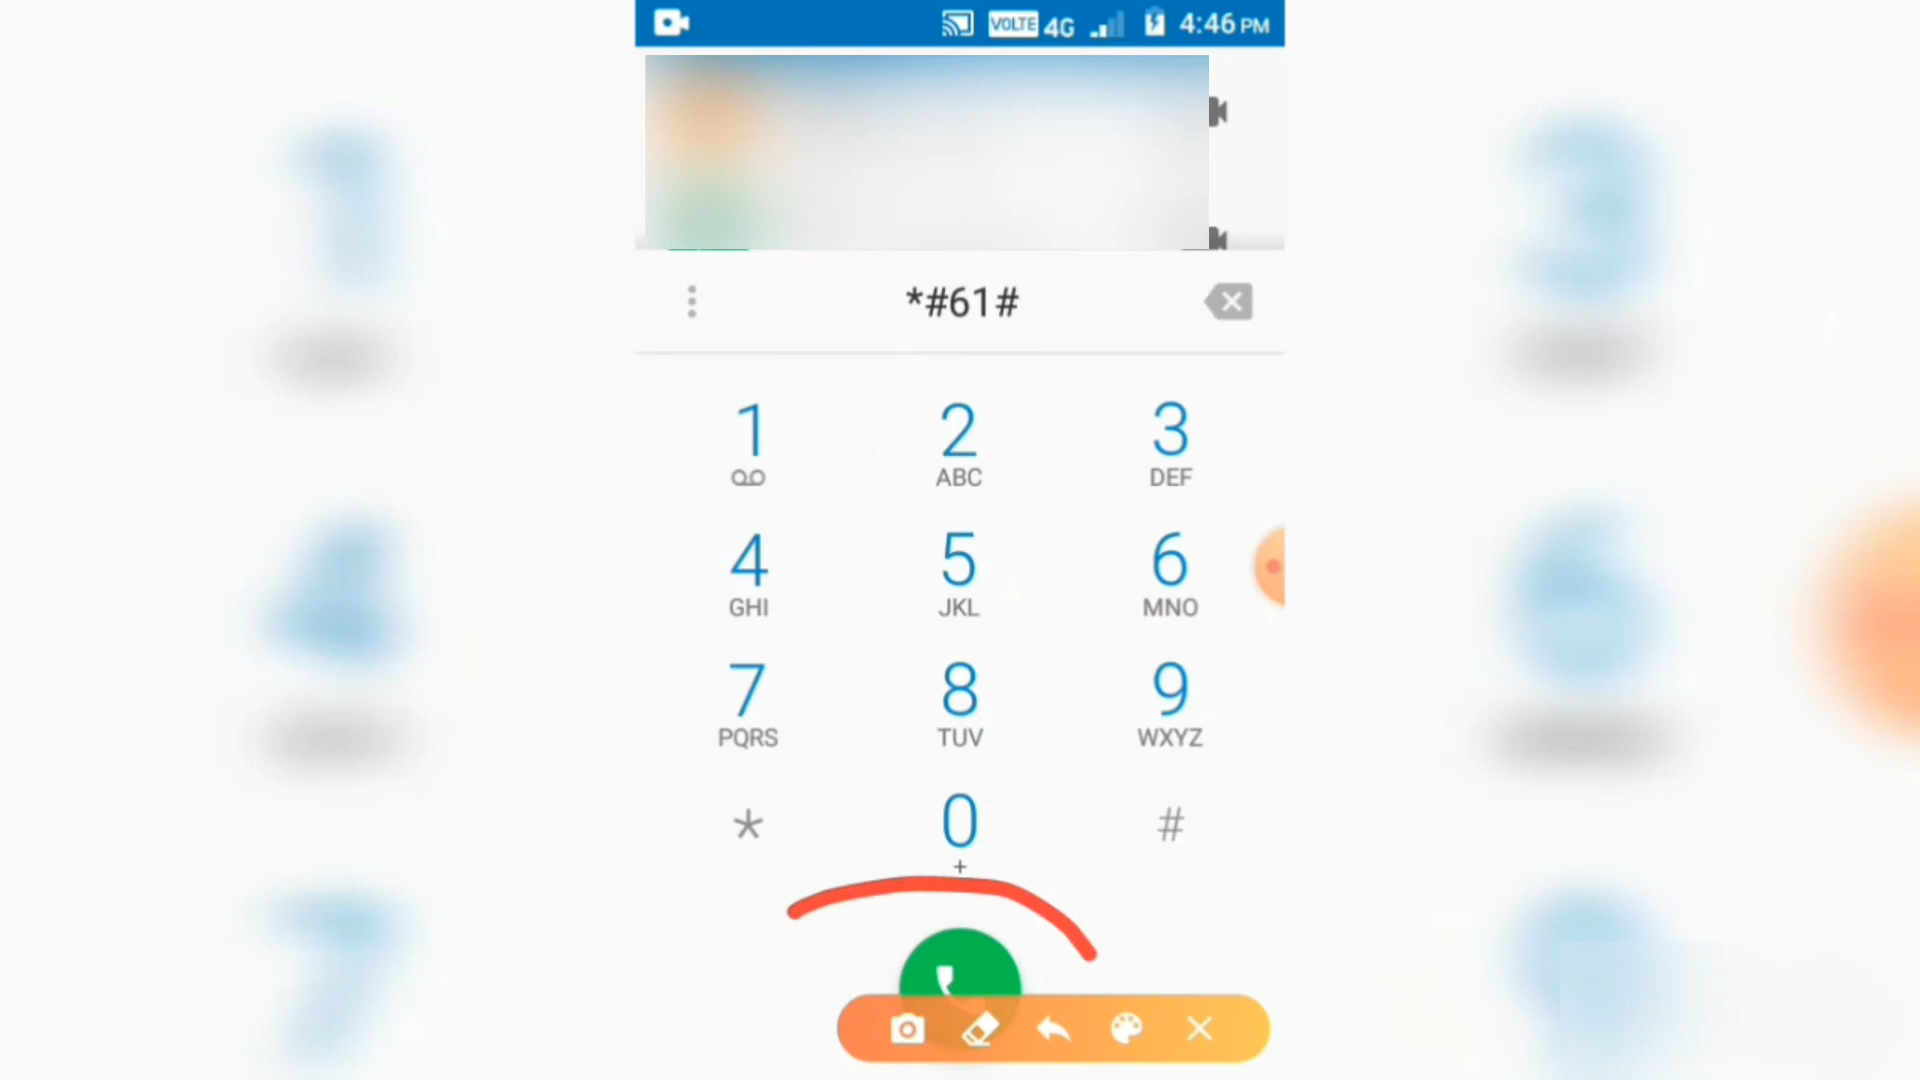 VOLTE 4G 4:46 PM
*#61#
1 2 3
ABC DEF
4 5 6
GHI JKL MNO
7 8 9
PQRS TUV WXYZ
* 0 #
+